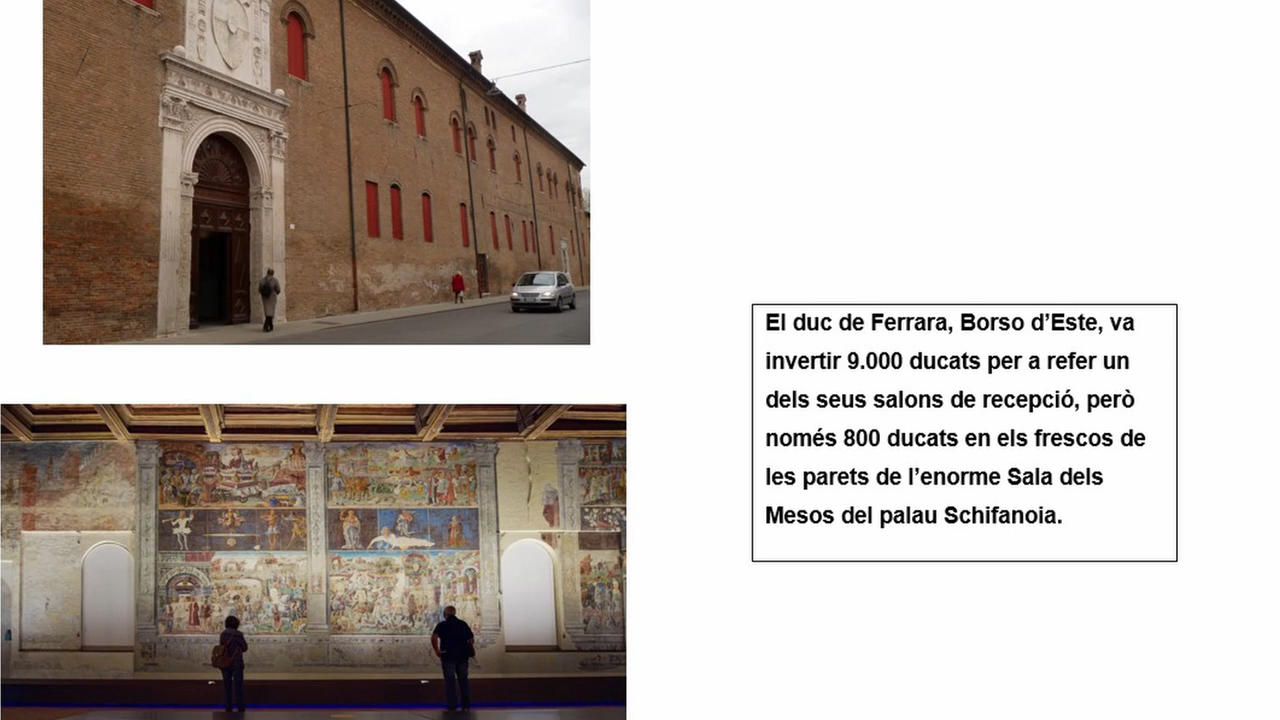 El duc de Ferrara, Borso d’Este, va
invertir 9.000 ducats per a refer un
dels seus salons de recepció, però
només 800 ducats en els frescos de
les parets de l’enorme Sala dels
Mesos del palau Schifanoia.